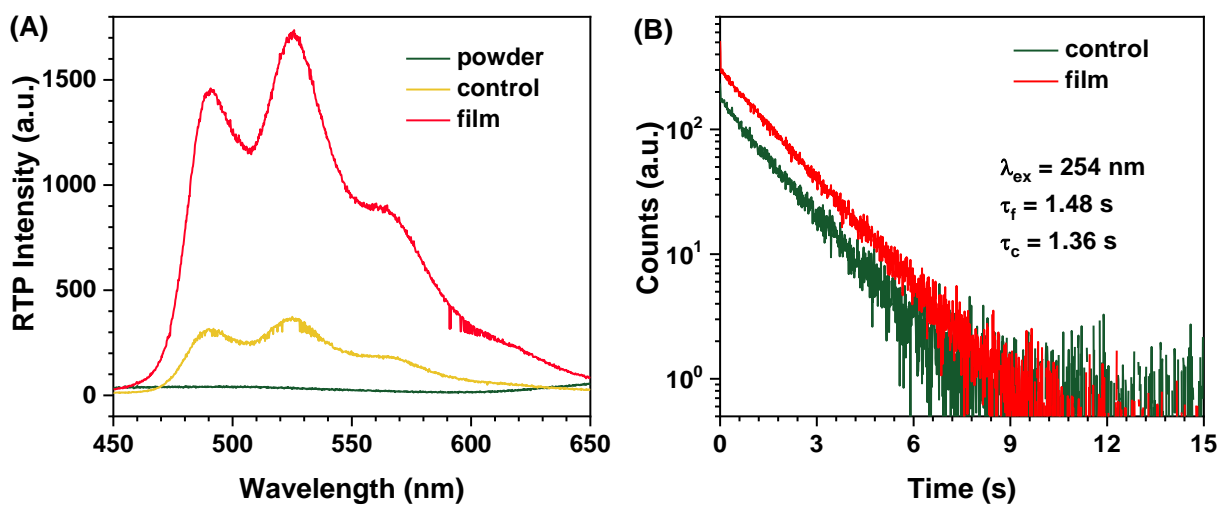 (A)
RTP Intensity (a.u.)
1500
1000
500
0
powder
control
film
450 500 550 600 650
Wavelength (nm)
(B)
Counts (a.u.)
10²
10¹
10⁰
control
film
λex = 254 nm
τf = 1.48 s
τc = 1.36 s
0 3 6 9 12 15
Time (s)